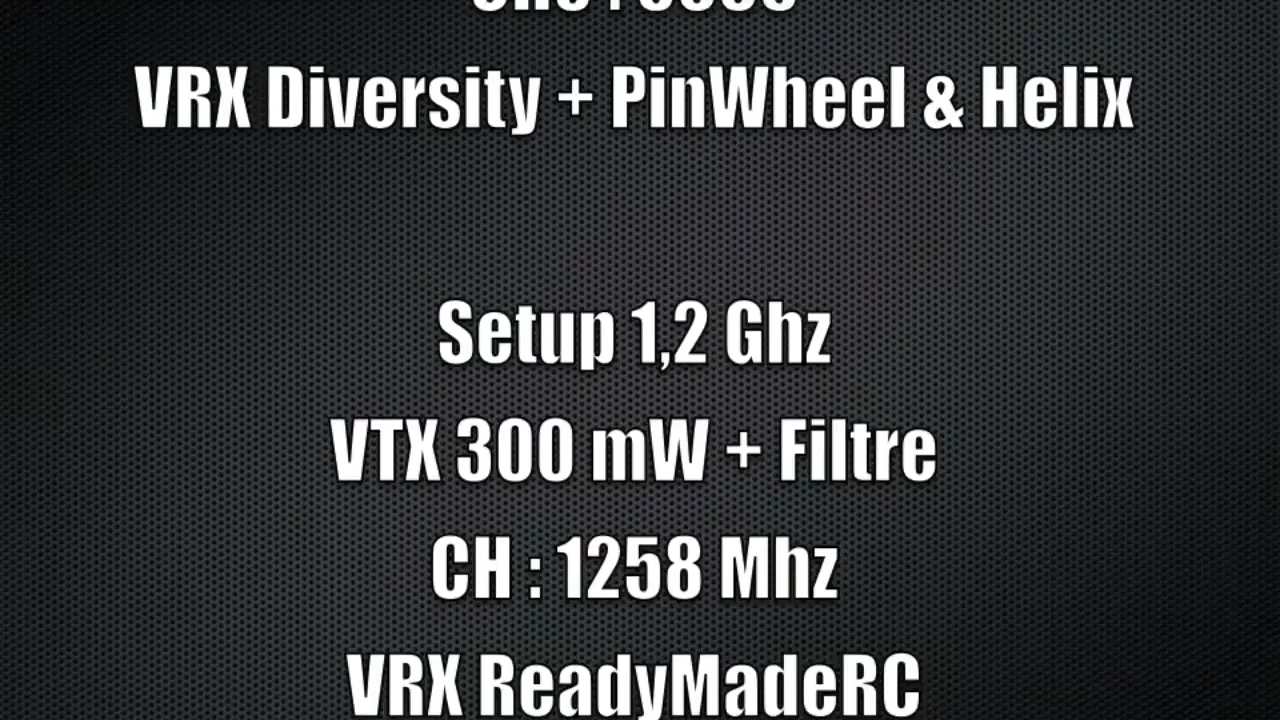 VRX Diversity + PinWheel & Helix
Setup 1,2 Ghz
VTX 300 mW + Filtre
CH : 1258 Mhz
VRX ReadyMadeRC